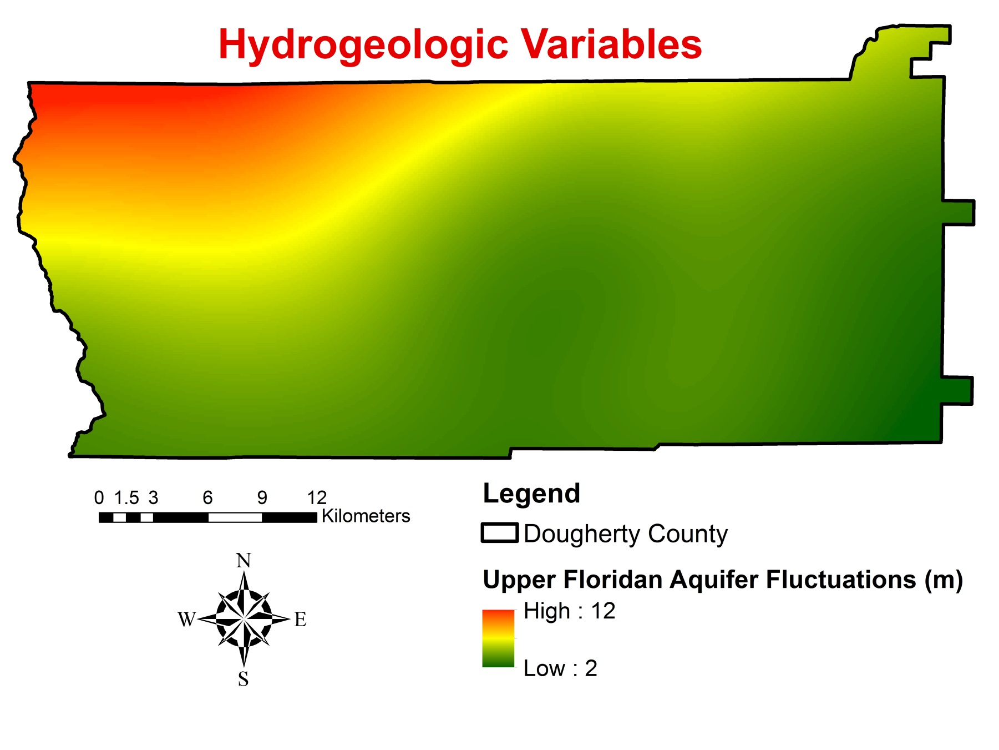 Hydrogeologic Variables
0 1.5 3 6 9 12
Kilometers
N
W E
S
Legend
Dougherty County
Upper Floridan Aquifer Fluctuations (m)
High : 12
Low : 2